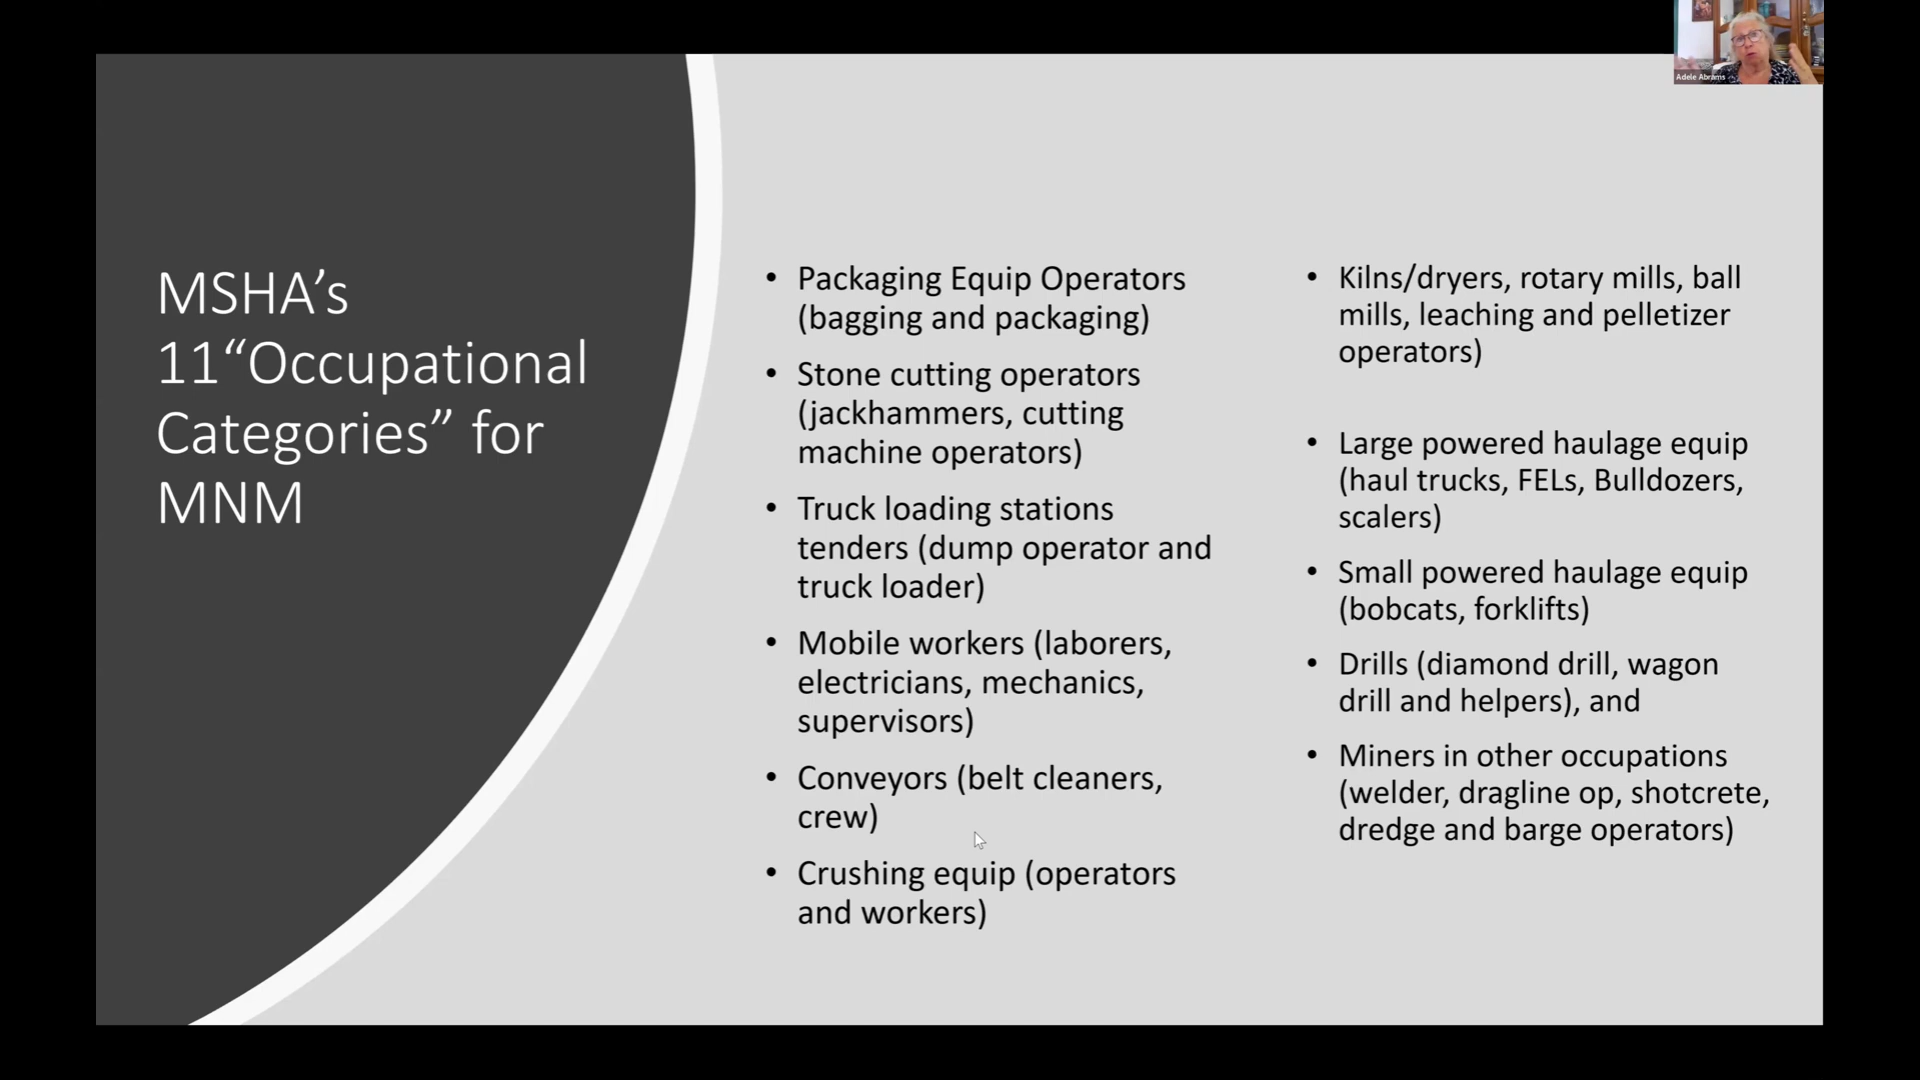 Adele Abrams
MSHA’s
11“Occupational
Categories” for
MNM
• Packaging Equip Operators
(bagging and packaging)
• Stone cutting operators
(jackhammers, cutting
machine operators)
• Truck loading stations
tenders (dump operator and
truck loader)
• Mobile workers (laborers,
electricians, mechanics,
supervisors)
• Conveyors (belt cleaners,
crew)
• Crushing equip (operators
and workers)
• Kilns/dryers, rotary mills, ball
mills, leaching and pelletizer
operators)
• Large powered haulage equip
(haul trucks, FELs, Bulldozers,
scalers)
• Small powered haulage equip
(bobcats, forklifts)
• Drills (diamond drill, wagon
drill and helpers), and
• Miners in other occupations
(welder, dragline op, shotcrete,
dredge and barge operators)